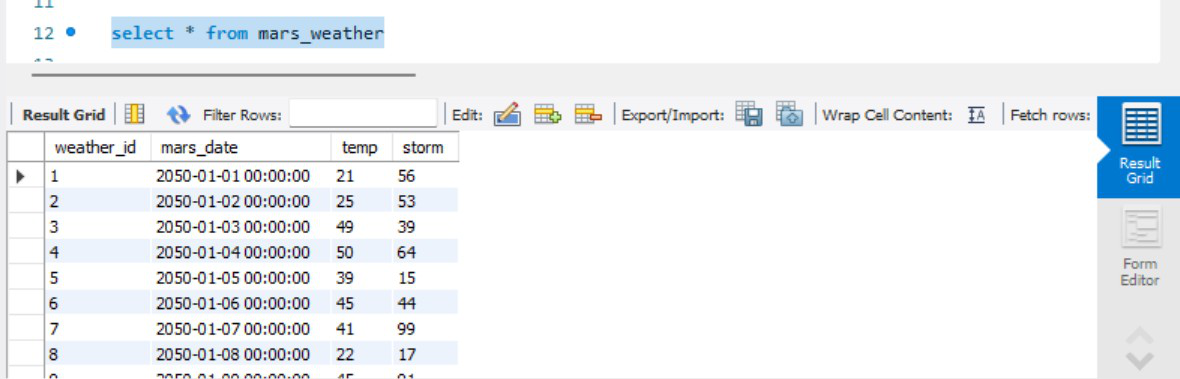 11
12 select * from mars_weather
Result Grid Filter Rows: Edit: Export/Import: Wrap Cell Content: Fetch rows:
weather_id mars_date temp storm
1 2050-01-01 00:00:00 21 56
2 2050-01-02 00:00:00 25 53
3 2050-01-03 00:00:00 49 39
4 2050-01-04 00:00:00 50 64
5 2050-01-05 00:00:00 39 15
6 2050-01-06 00:00:00 45 44
7 2050-01-07 00:00:00 41 99
8 2050-01-08 00:00:00 22 17
Result
Grid
Form
Editor